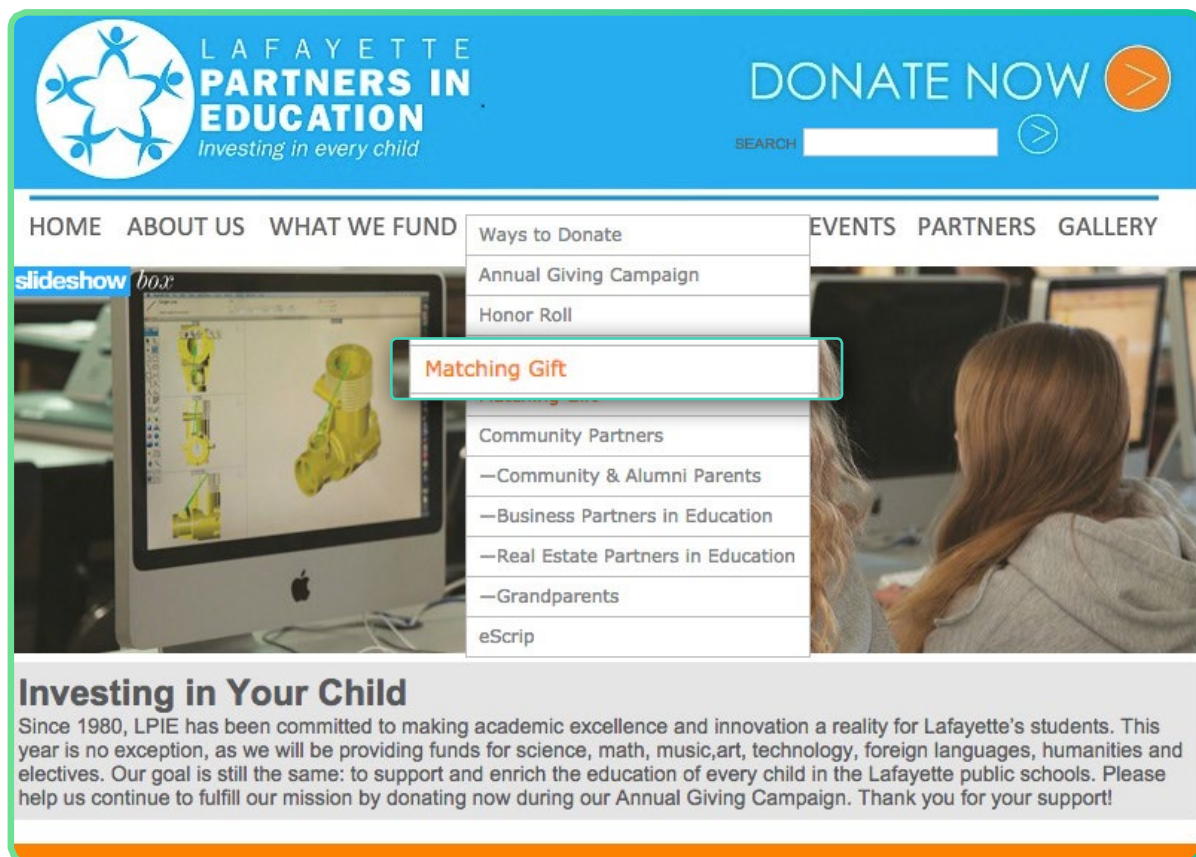 LAFAYETTE
PARTNERS IN
EDUCATION
Investing in every child
DONATE NOW >
SEARCH >
HOME ABOUT US WHAT WE FUND EVENTS PARTNERS GALLERY
slideshow box
Ways to Donate
Annual Giving Campaign
Honor Roll
Matching Gift
Matching Gift
Community Partners
—Community & Alumni Parents
—Business Partners in Education
—Real Estate Partners in Education
—Grandparents
eScrip
Investing in Your Child
Since 1980, LPIE has been committed to making academic excellence and innovation a reality for Lafayette's students. This
year is no exception, as we will be providing funds for science, math, music,art, technology, foreign languages, humanities and
electives. Our goal is still the same: to support and enrich the education of every child in the Lafayette public schools. Please
help us continue to fulfill our mission by donating now during our Annual Giving Campaign. Thank you for your support!